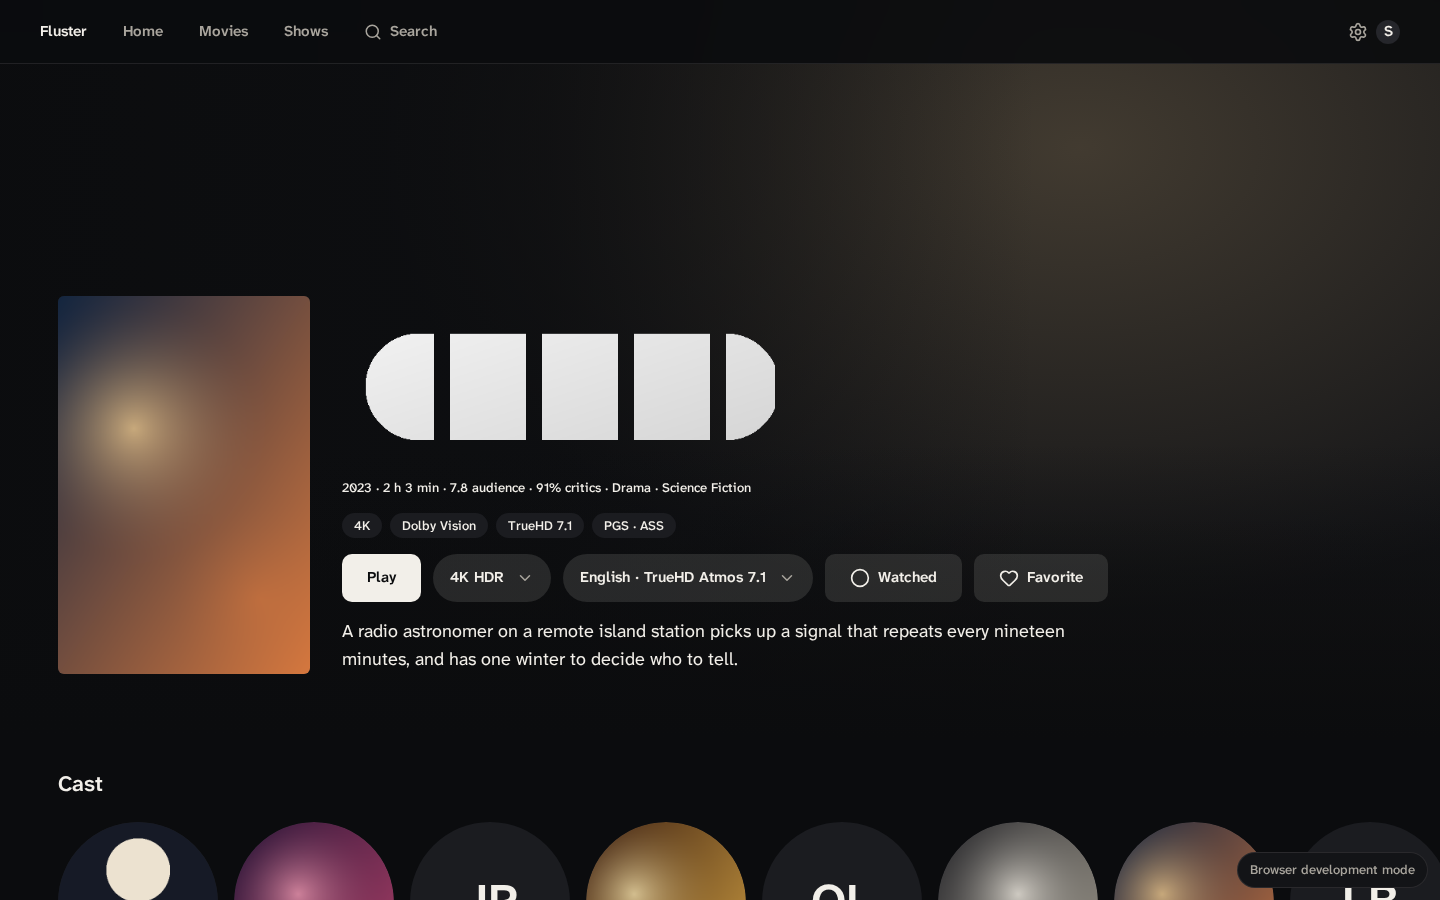 Fluster Home Movies Shows Search S
2023 · 2 h 3 min · 7.8 audience · 91% critics · Drama · Science Fiction
4K Dolby Vision TrueHD 7.1 PGS · ASS
Play 4K HDR English · TrueHD Atmos 7.1 Watched Favorite
A radio astronomer on a remote island station picks up a signal that repeats every nineteen
minutes, and has one winter to decide who to tell.
Cast
Browser development mode